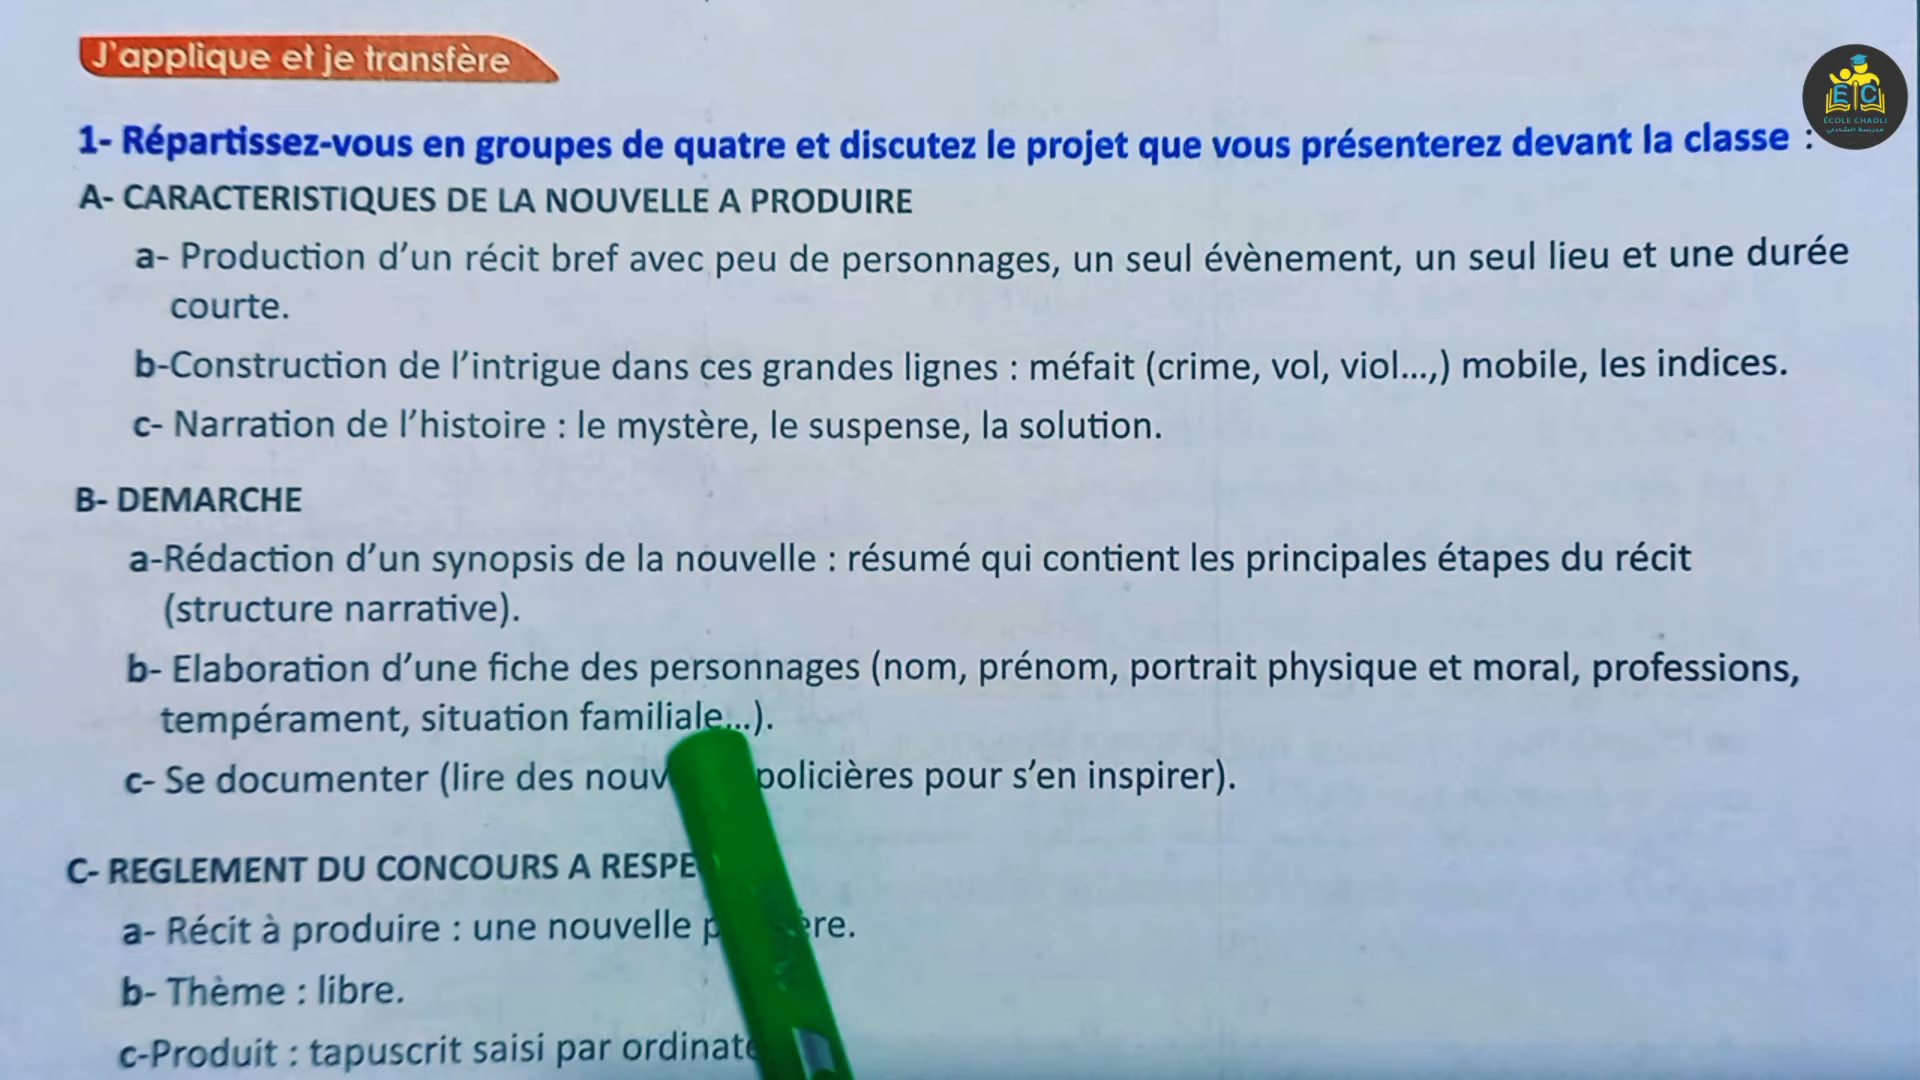 J'applique et je transfère
ECOLE CHAOLI
مدرسة الشاذلي
1- Répartissez-vous en groupes de quatre et discutez le projet que vous présenterez devant la classe :
A- CARACTERISTIQUES DE LA NOUVELLE A PRODUIRE
a- Production d'un récit bref avec peu de personnages, un seul évènement, un seul lieu et une durée
courte.
b-Construction de l'intrigue dans ces grandes lignes : méfait (crime, vol, viol...,) mobile, les indices.
c- Narration de l'histoire : le mystère, le suspense, la solution.
B- DEMARCHE
a-Rédaction d'un synopsis de la nouvelle : résumé qui contient les principales étapes du récit
(structure narrative).
b- Elaboration d'une fiche des personnages (nom, prénom, portrait physique et moral, professions,
tempérament, situation familiale...).
c- Se documenter (lire des policières pour s'en inspirer).
C- REGLEMENT DU CONCOURS A
a- Récit à produire : une nouvelle
b- Thème : libre.
c-Produit : tapuscrit saisi par